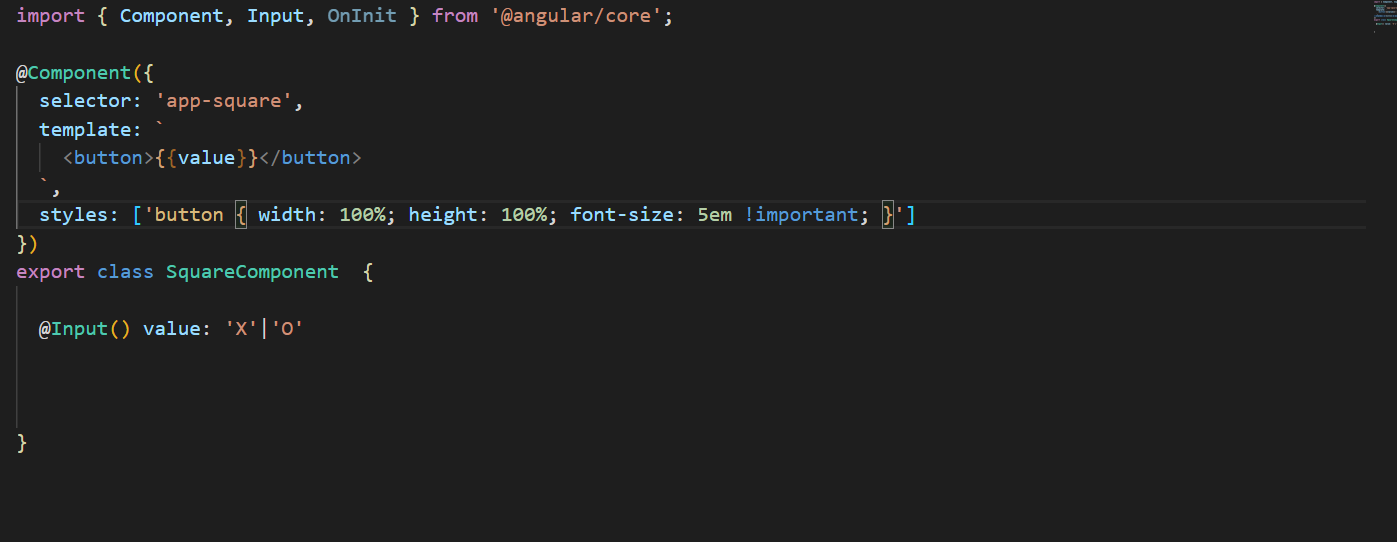 import { Component, Input, OnInit } from '@angular/core';
@Component({
selector: 'app-square',
template: `
<button>{{value}}</button>
`,
styles: ['button { width: 100%; height: 100%; font-size: 5em !important; }']
})
export class SquareComponent  {
@Input() value: 'X'|'O'
}